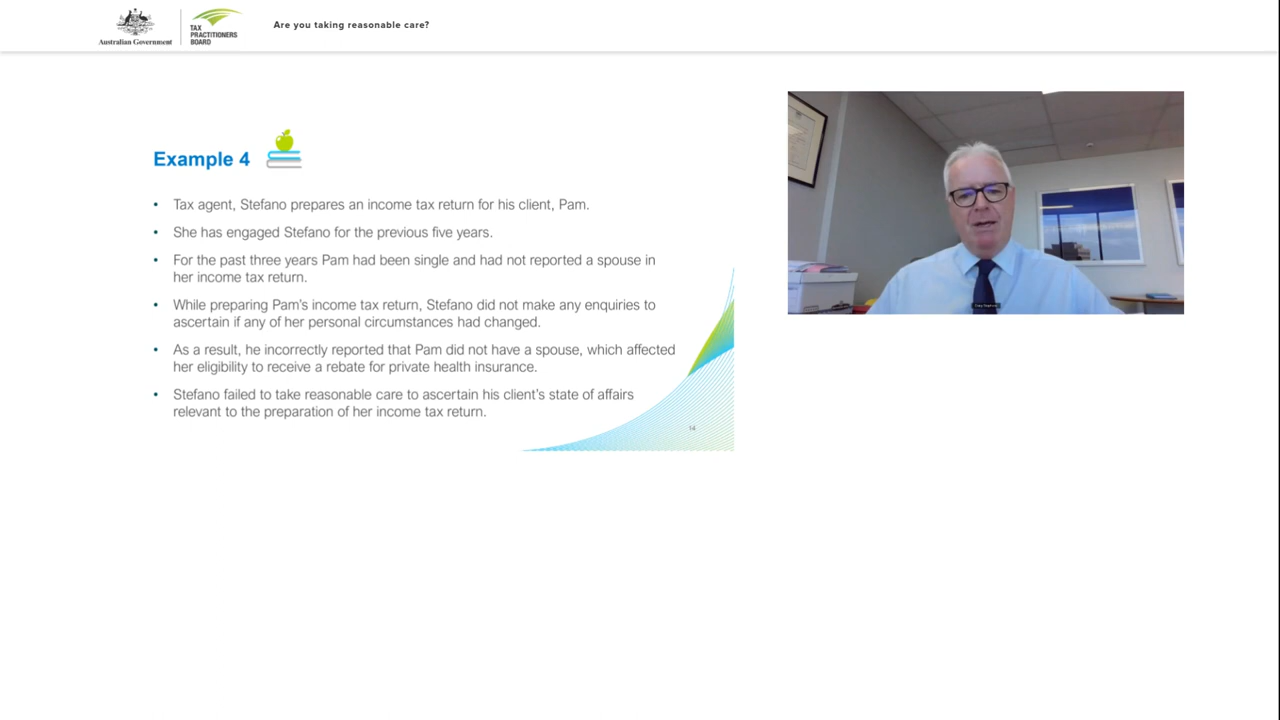 Australian Government
TAX
PRACTITIONERS
BOARD
Are you taking reasonable care?
Example 4
• Tax agent, Stefano prepares an income tax return for his client, Pam.
• She has engaged Stefano for the previous five years.
• For the past three years Pam had been single and had not reported a spouse in
her income tax return.
• While preparing Pam's income tax return, Stefano did not make any enquiries to
ascertain if any of her personal circumstances had changed.
• As a result, he incorrectly reported that Pam did not have a spouse, which affected
her eligibility to receive a rebate for private health insurance.
• Stefano failed to take reasonable care to ascertain his client's state of affairs
relevant to the preparation of her income tax return.
14